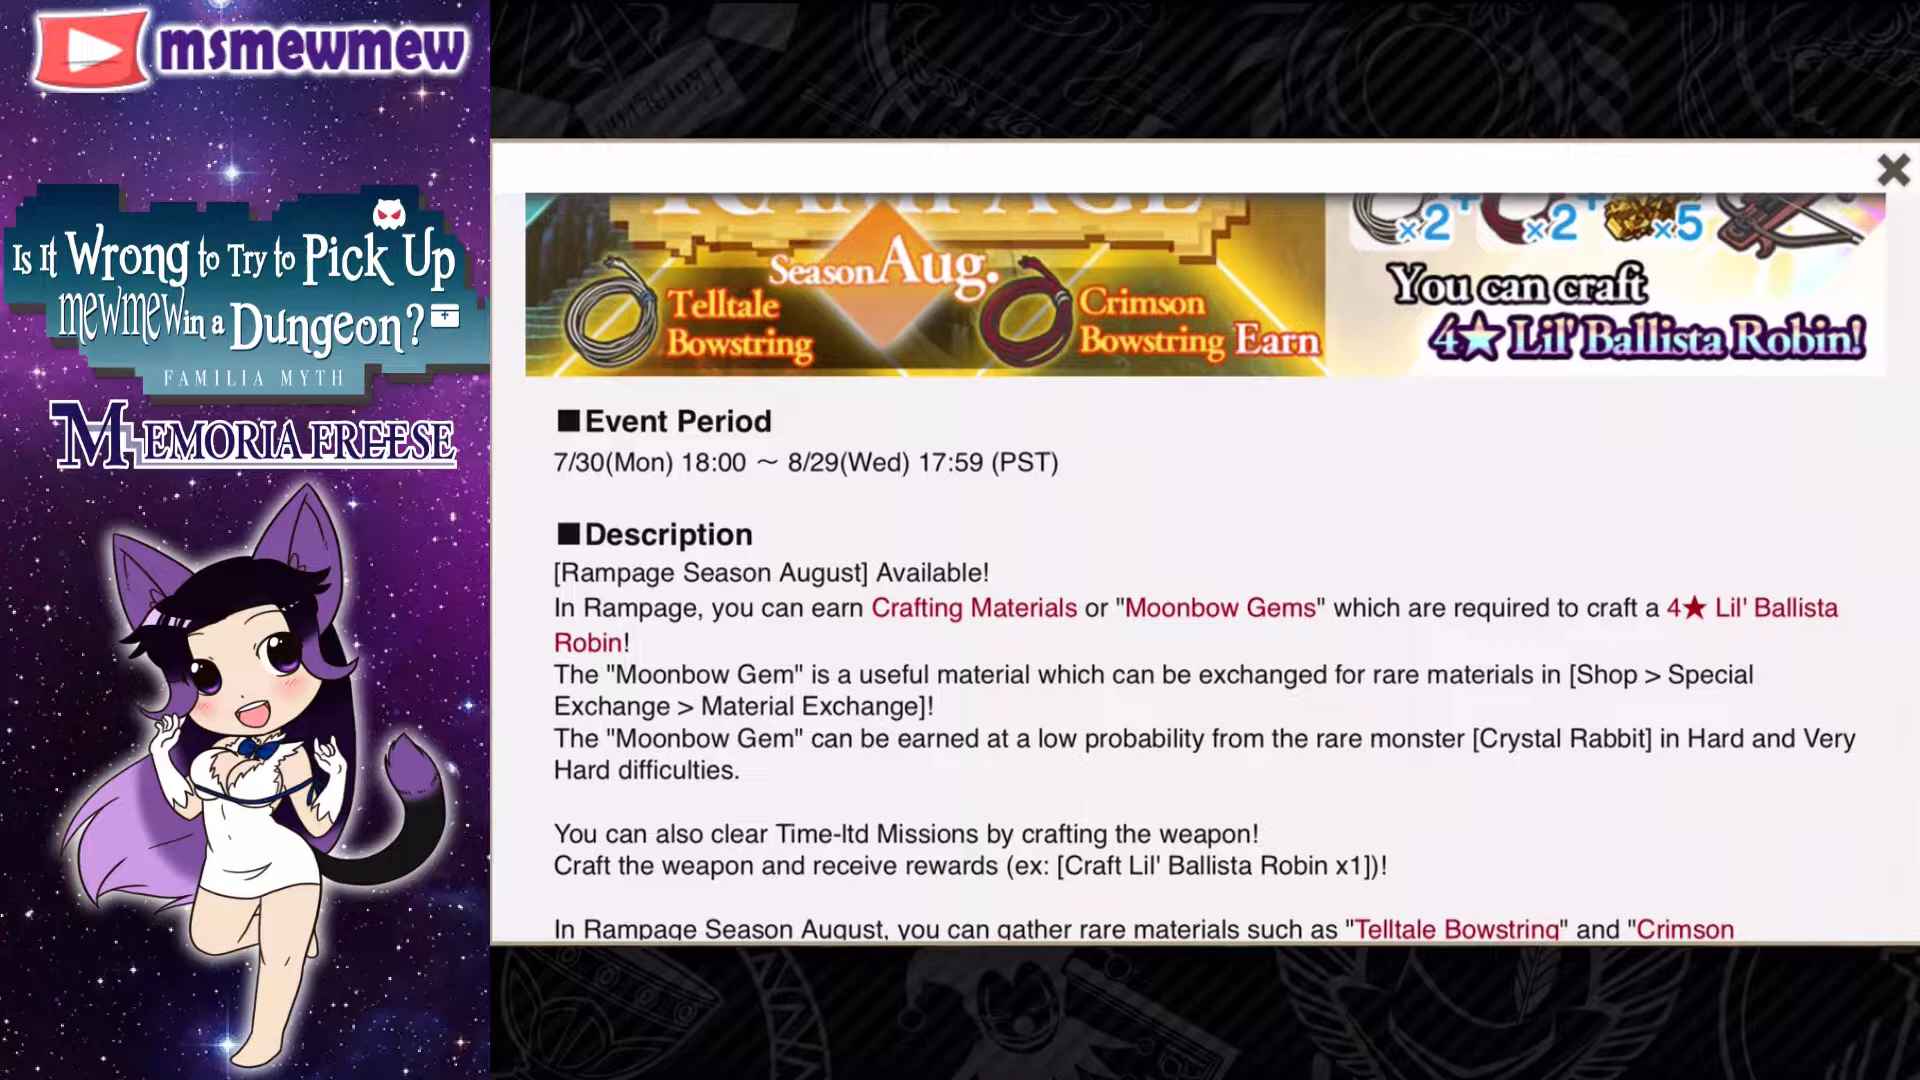 msmewmew
Is It Wrong to Try to Pick Up
mewmew in a Dungeon?
FAMILIA MYTH
MEMORIA FREESE
RAMPAGE
Season Aug.
Telltale
Bowstring
Crimson
Bowstring Earn
x2 + x2 + x5
You can craft
4★ Lil' Ballista Robin!
■Event Period
7/30(Mon) 18:00 ～ 8/29(Wed) 17:59 (PST)
■Description
[Rampage Season August] Available!
In Rampage, you can earn Crafting Materials or "Moonbow Gems" which are required to craft a 4★ Lil' Ballista
Robin!
The "Moonbow Gem" is a useful material which can be exchanged for rare materials in [Shop > Special
Exchange > Material Exchange]!
The "Moonbow Gem" can be earned at a low probability from the rare monster [Crystal Rabbit] in Hard and Very
Hard difficulties.
You can also clear Time-ltd Missions by crafting the weapon!
Craft the weapon and receive rewards (ex: [Craft Lil' Ballista Robin x1])!
In Rampage Season August, you can gather rare materials such as "Telltale Bowstring" and "Crimson